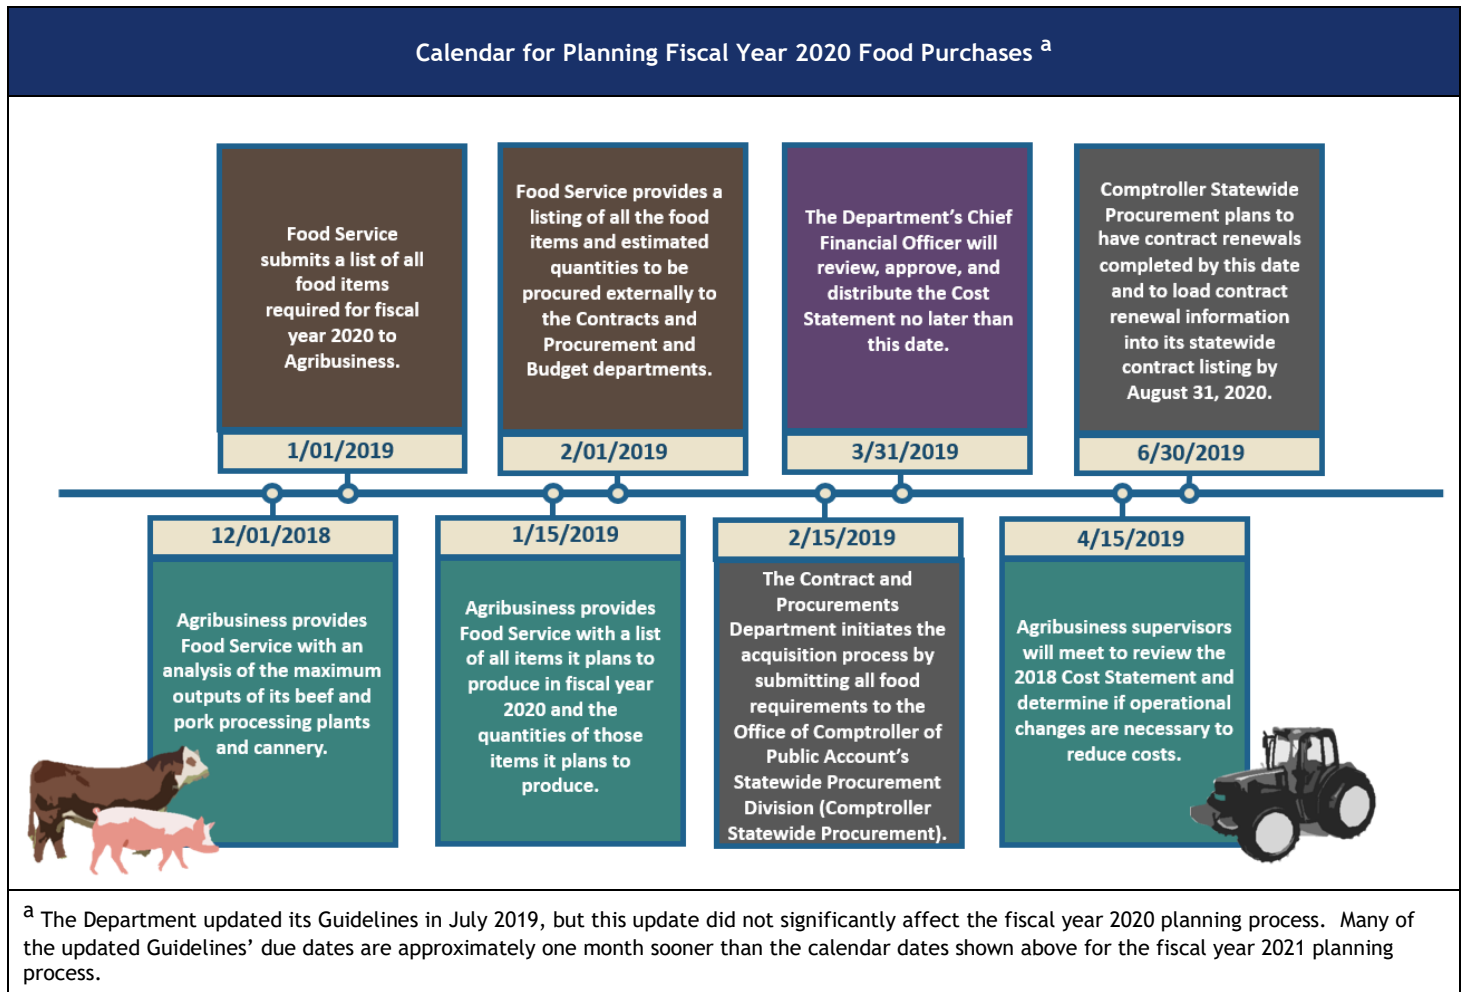 Calendar for Planning Fiscal Year 2020 Food Purchases a
Food Service
submits a list of all
food items
required for fiscal
year 2020 to
Agribusiness.
1/01/2019
Food Service provides a
listing of all the food
items and estimated
quantities to be
procured externally to
the Contracts and
Procurement and
Budget departments.
2/01/2019
The Department’s Chief
Financial Officer will
review, approve, and
distribute the Cost
Statement no later than
this date.
3/31/2019
Comptroller Statewide
Procurement plans to
have contract renewals
completed by this date
and to load contract
renewal information
into its statewide
contract listing by
August 31, 2020.
6/30/2019
12/01/2018
Agribusiness provides
Food Service with an
analysis of the maximum
outputs of its beef and
pork processing plants
and cannery.
1/15/2019
Agribusiness provides
Food Service with a list
of all items it plans to
produce in fiscal year
2020 and the
quantities of those
items it plans to
produce.
2/15/2019
The Contract and
Procurements
Department initiates the
acquisition process by
submitting all food
requirements to the
Office of Comptroller of
Public Account’s
Statewide Procurement
Division (Comptroller
Statewide Procurement).
4/15/2019
Agribusiness supervisors
will meet to review the
2018 Cost Statement and
determine if operational
changes are necessary to
reduce costs.
a The Department updated its Guidelines in July 2019, but this update did not significantly affect the fiscal year 2020 planning process.  Many of
the updated Guidelines’ due dates are approximately one month sooner than the calendar dates shown above for the fiscal year 2021 planning
process.